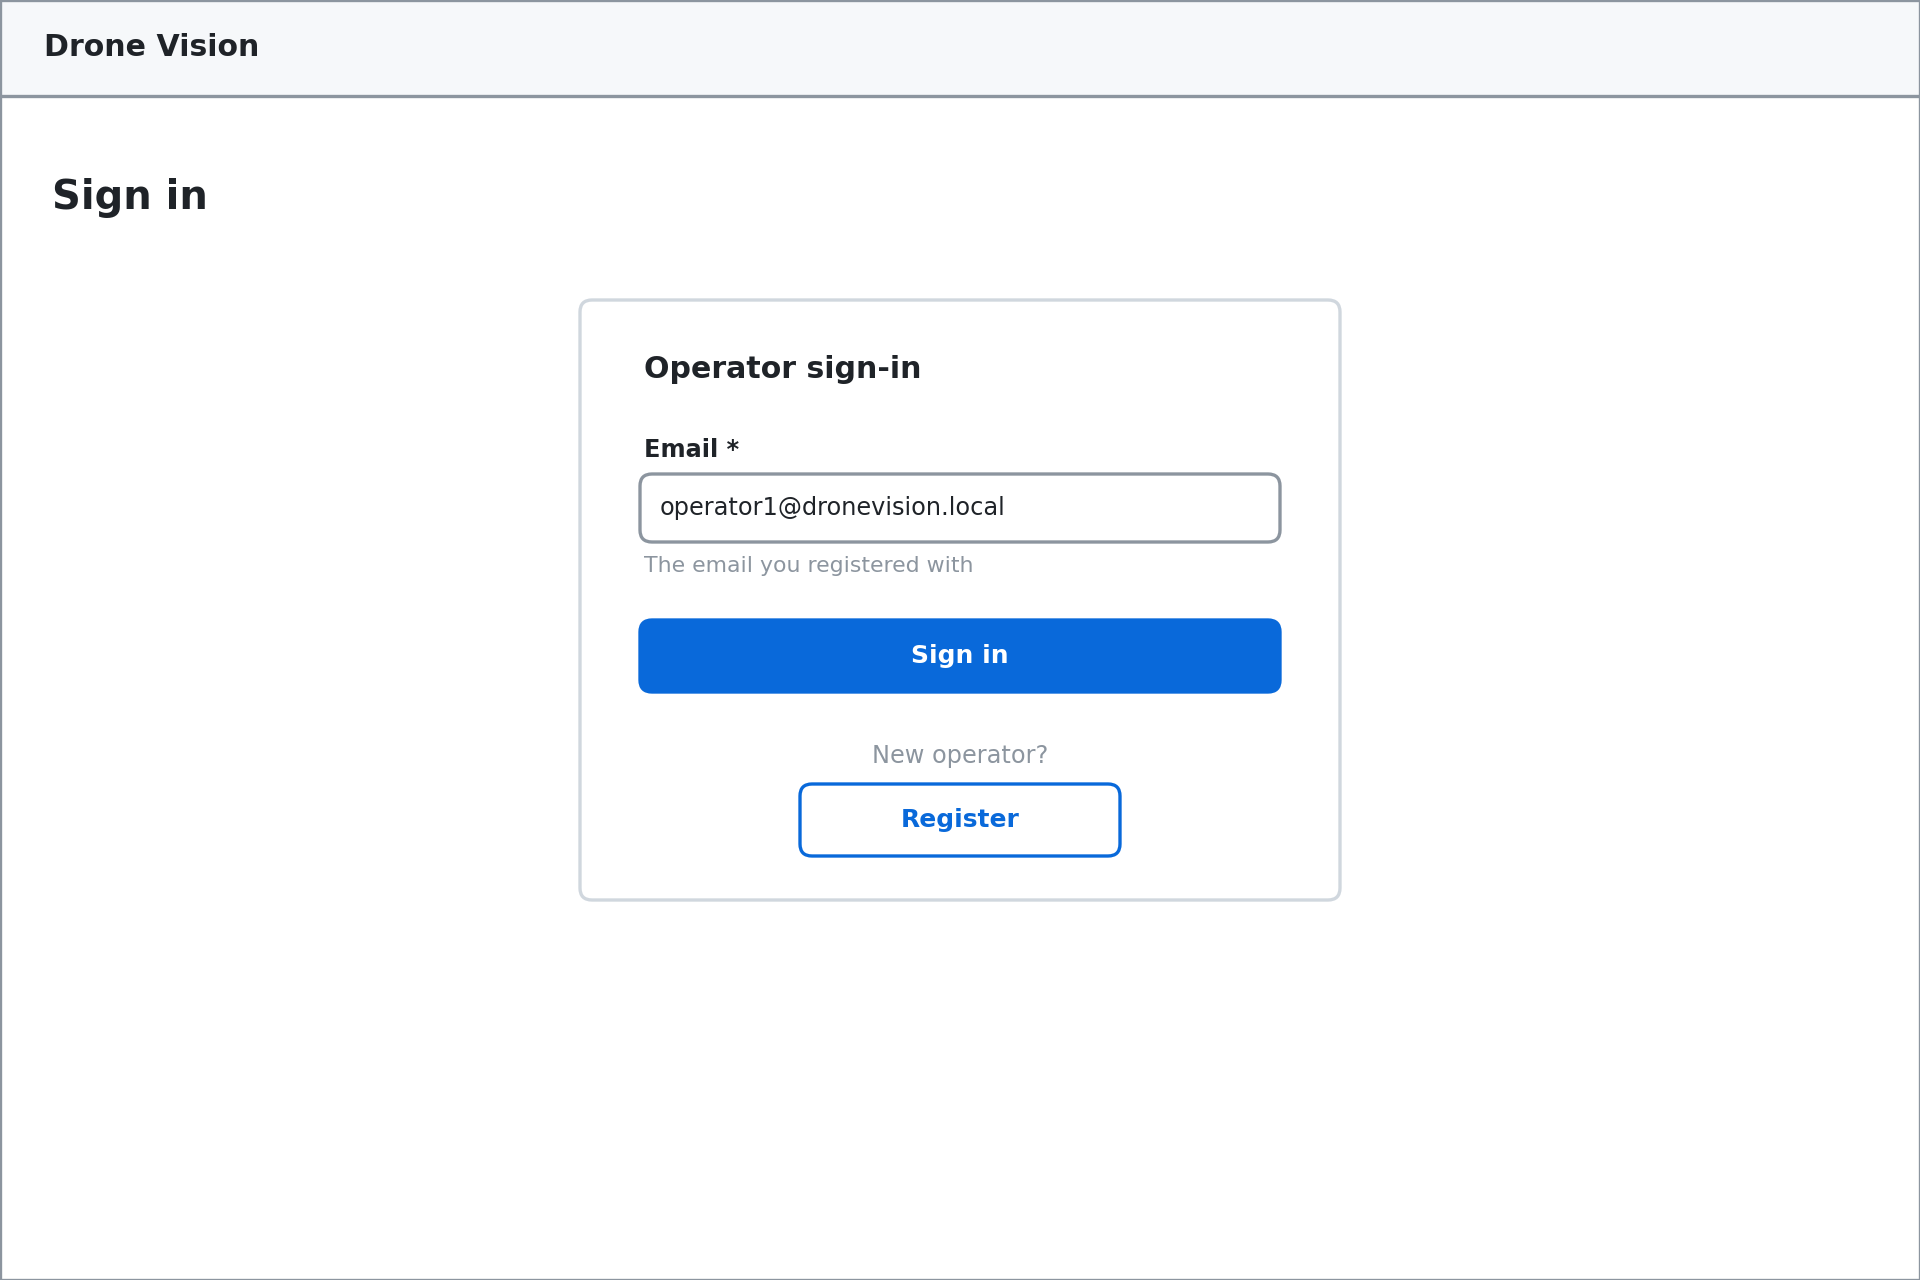 Drone Vision
Sign in
Operator sign-in
Email *
operator1@dronevision.local
The email you registered with
Sign in
New operator?
Register